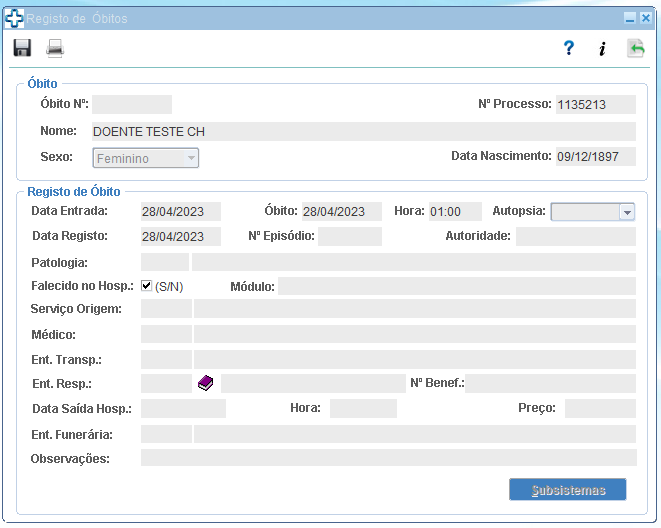 Registo de Óbitos
? i
Óbito
Óbito Nº: Nº Processo: 1135213
Nome: DOENTE TESTE CH
Sexo: Feminino Data Nascimento: 09/12/1897
Registo de Óbito
Data Entrada: 28/04/2023 Óbito: 28/04/2023 Hora: 01:00 Autopsia:
Data Registo: 28/04/2023 Nº Episódio: Autoridade:
Patologia:
Falecido no Hosp.: (S/N) Módulo:
Serviço Origem:
Médico:
Ent. Transp.:
Ent. Resp.: Nº Benef.:
Data Saída Hosp.: Hora: Preço:
Ent. Funerária:
Observações:
Subsistemas